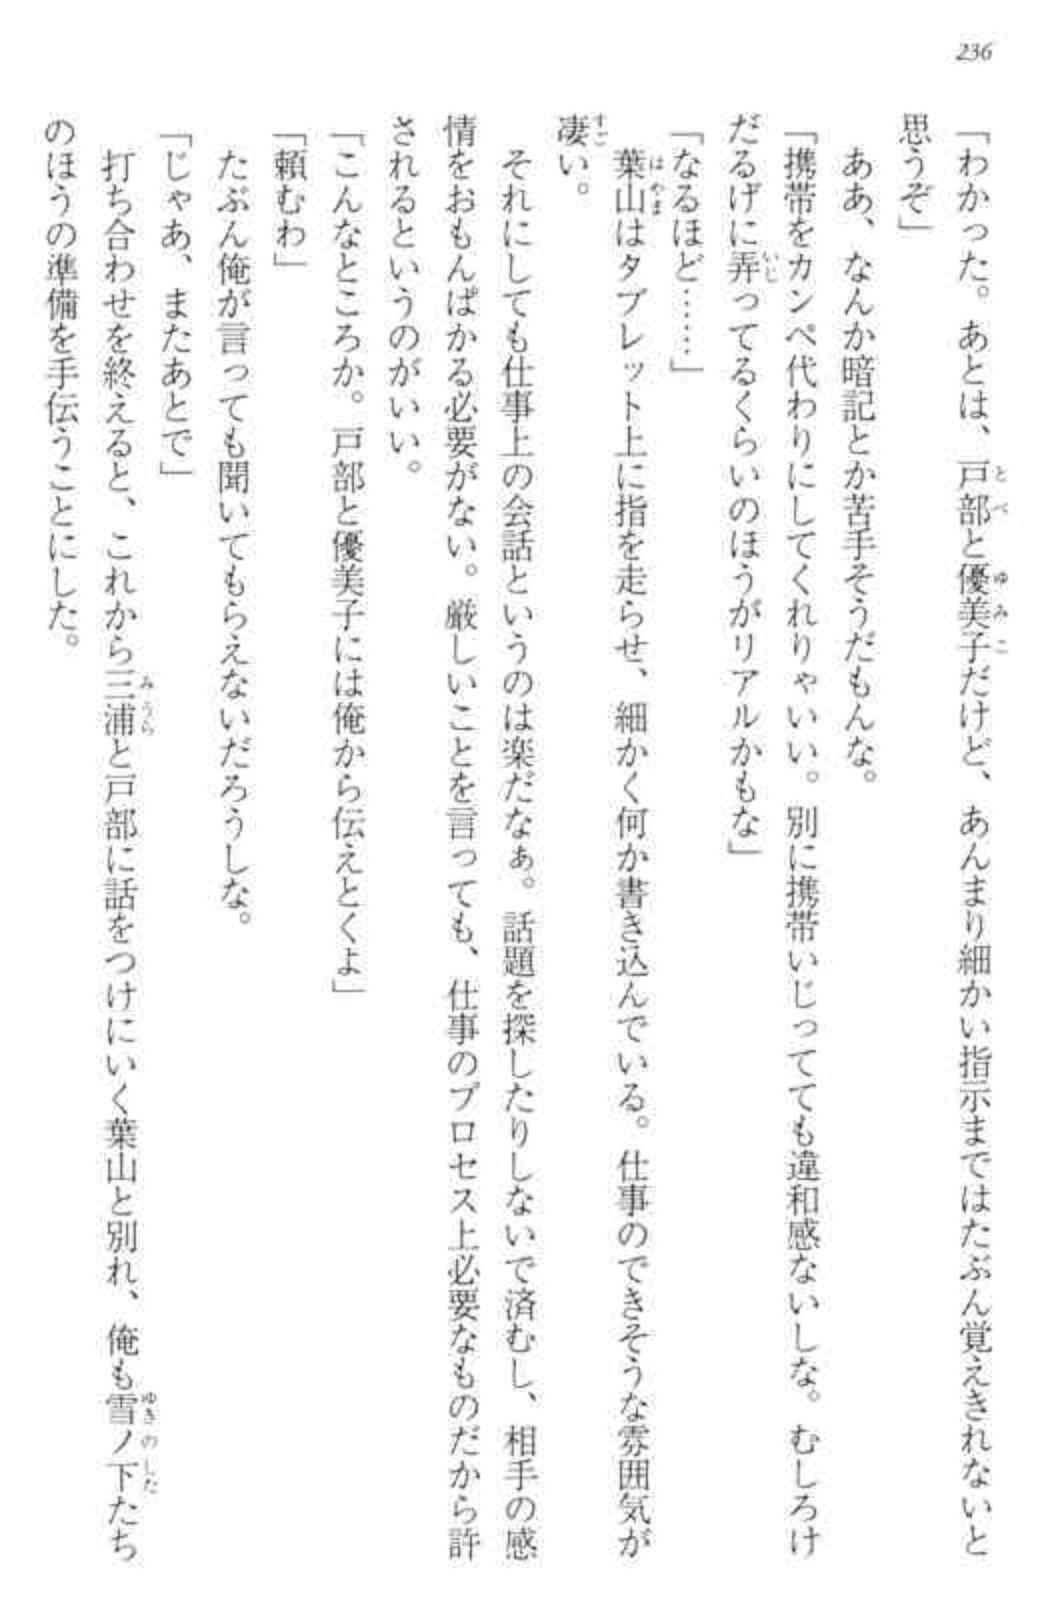 236
「わかった。あとは、戸部と優美子だけど、あんまり細かい指示まではたぶん覚えきれないと
思うぞ」
ああ、なんか暗記とか苦手そうだもんな。
「携帯をカンペ代わりにしてくれりゃいい。別に携帯いじってても違和感ないしな。むしろけ
だるげに弄ってるくらいのほうがリアルかもな」
「なるほど……」
葉山はタブレット上に指を走らせ、細かく何か書き込んでいる。仕事のできそうな雰囲気が
凄い。
それにしても仕事上の会話というのは楽だなぁ。話題を探したりしないで済むし、相手の感
情をおもんぱかる必要がない。厳しいことを言っても、仕事のプロセス上必要なものだから許
されるというのがいい。
「こんなところか。戸部と優美子には俺から伝えとくよ」
「頼むわ」
たぶん俺が言っても聞いてもらえないだろうしな。
「じゃあ、またあとで」
打ち合わせを終えると、これから三浦と戸部に話をつけにいく葉山と別れ、俺も雪ノ下たち
のほうの準備を手伝うことにした。